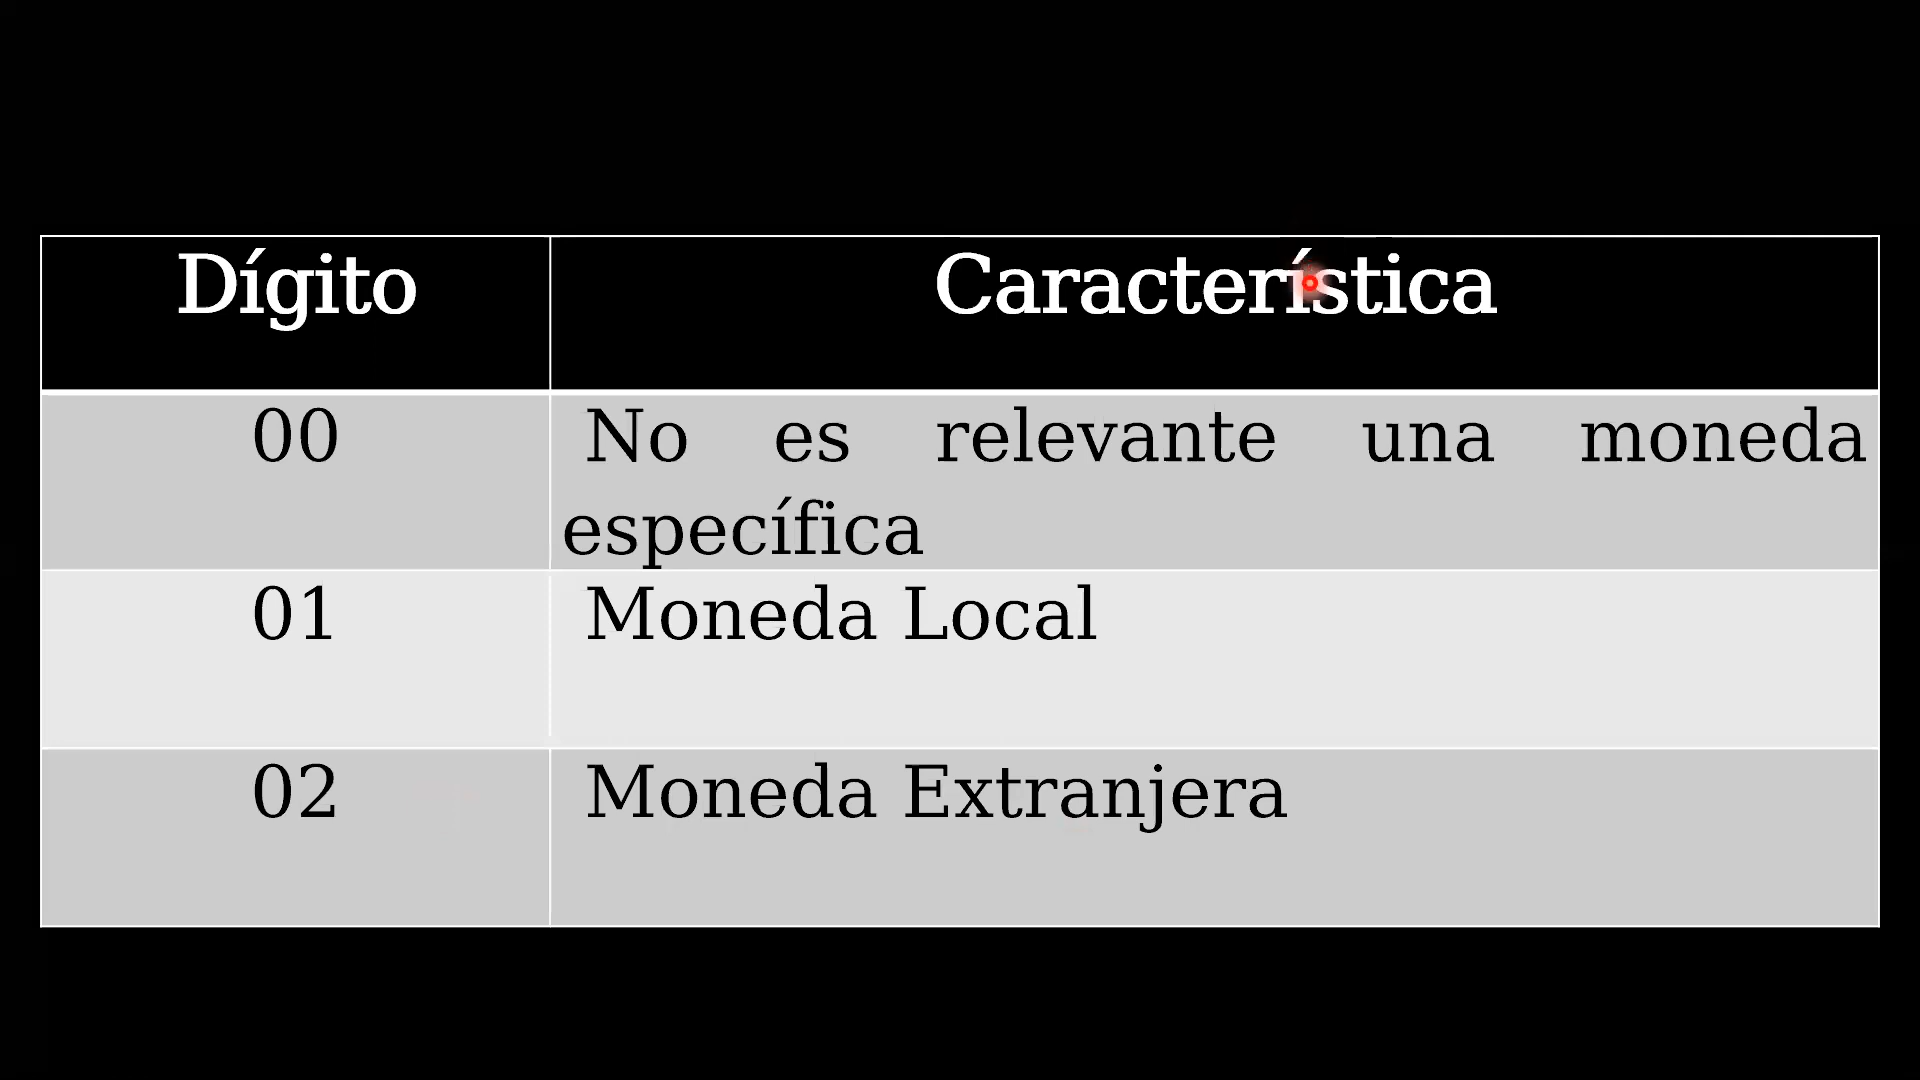 Dígito
Característica
00
No es relevante una moneda
específica
01
Moneda Local
02
Moneda Extranjera